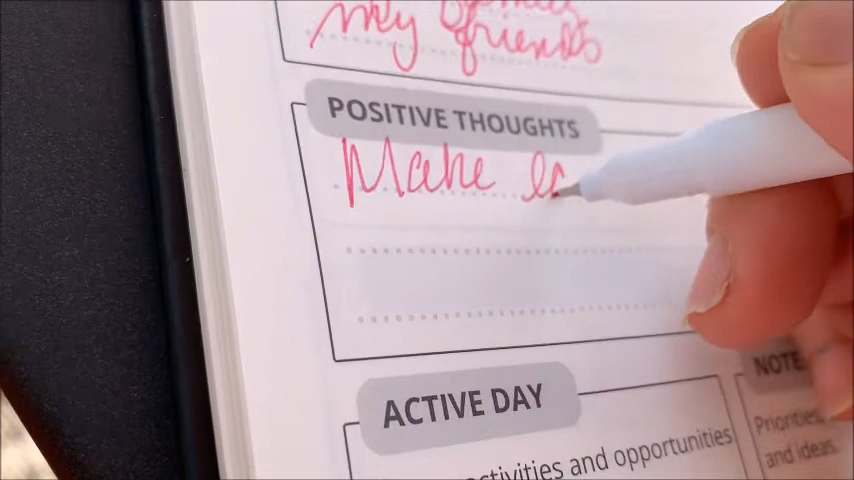 my friends
POSITIVE THOUGHTS
Make
ACTIVE DAY
NOTE
activities and opportunities
Priorities,
and ideas.